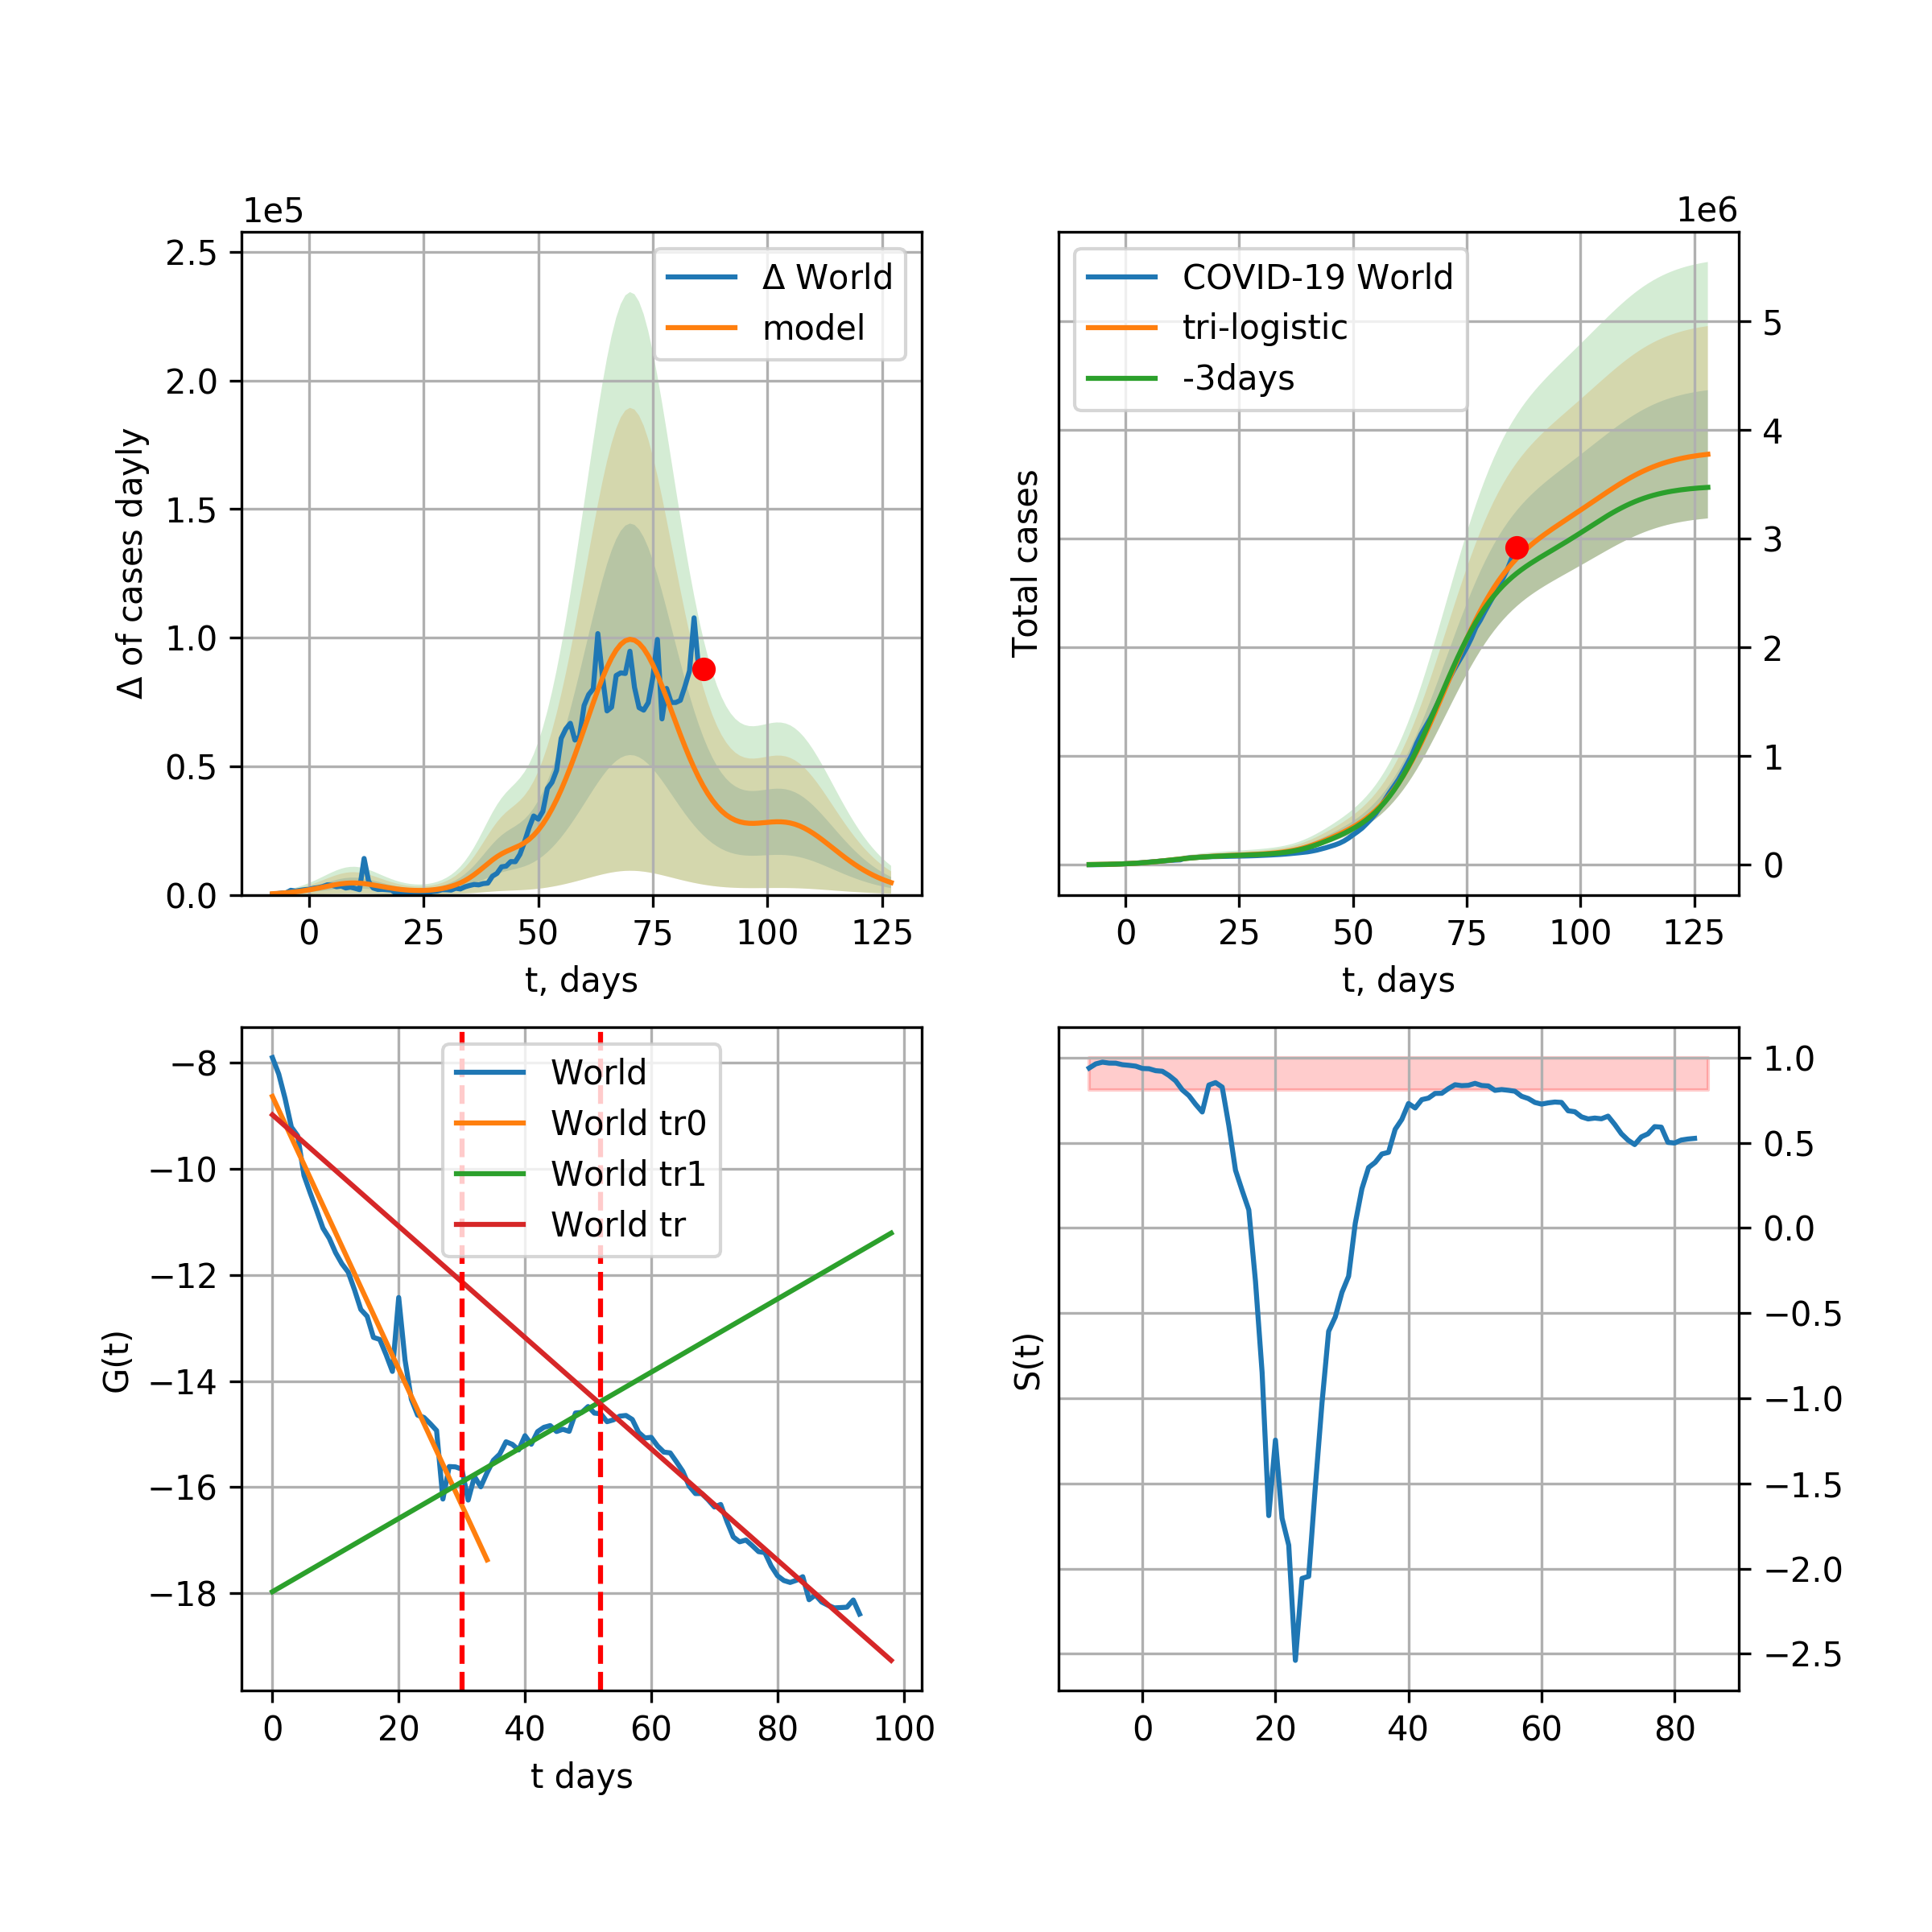 1e5
2.5
2.0
1.5
1.0
0.5
0.0
Δ of cases dayly
Δ World
model
0 25 50 75 100 125
t, days
1e6
COVID-19 World
tri-logistic
-3days
Total cases
5
4
3
2
1
0
0 25 50 75 100 125
t, days
−8
−10
−12
−14
−16
−18
G(t)
World
World tr0
World tr1
World tr
0 20 40 60 80 100
t days
S(t)
1.0
0.5
0.0
−0.5
−1.0
−1.5
−2.0
−2.5
0 20 40 60 80